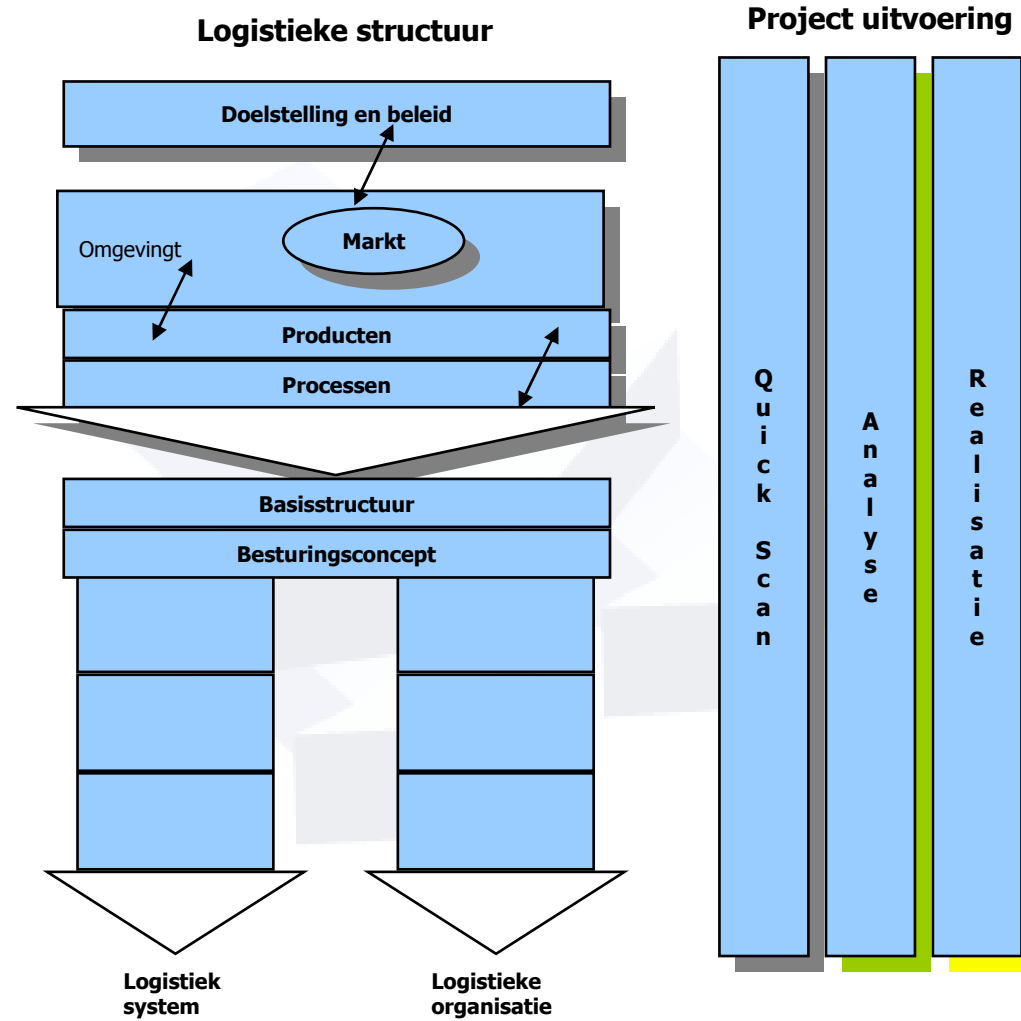 Logistieke structuur
Doelstelling en beleid
Omgevingt
Markt
Producten
Processen
Basisstructuur
Besturingsconcept
Logistiek
system
Logistieke
organisatie
Project uitvoering
Quick Scan
Analyse
Realisatie